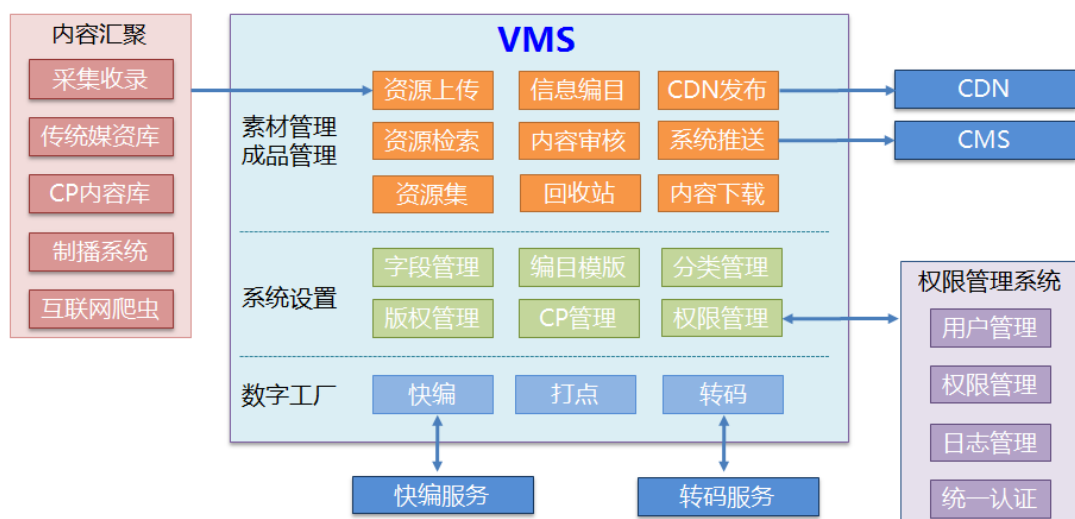 内容汇聚
采集收录
传统媒资库
CP内容库
制播系统
互联网爬虫
VMS
素材管理
成品管理
资源上传
信息编目
CDN发布
资源检索
内容审核
系统推送
资源集
回收站
内容下载
系统设置
字段管理
编目模版
分类管理
版权管理
CP管理
权限管理
数字工厂
快编
打点
转码
快编服务
转码服务
CDN
CMS
权限管理系统
用户管理
权限管理
日志管理
统一认证